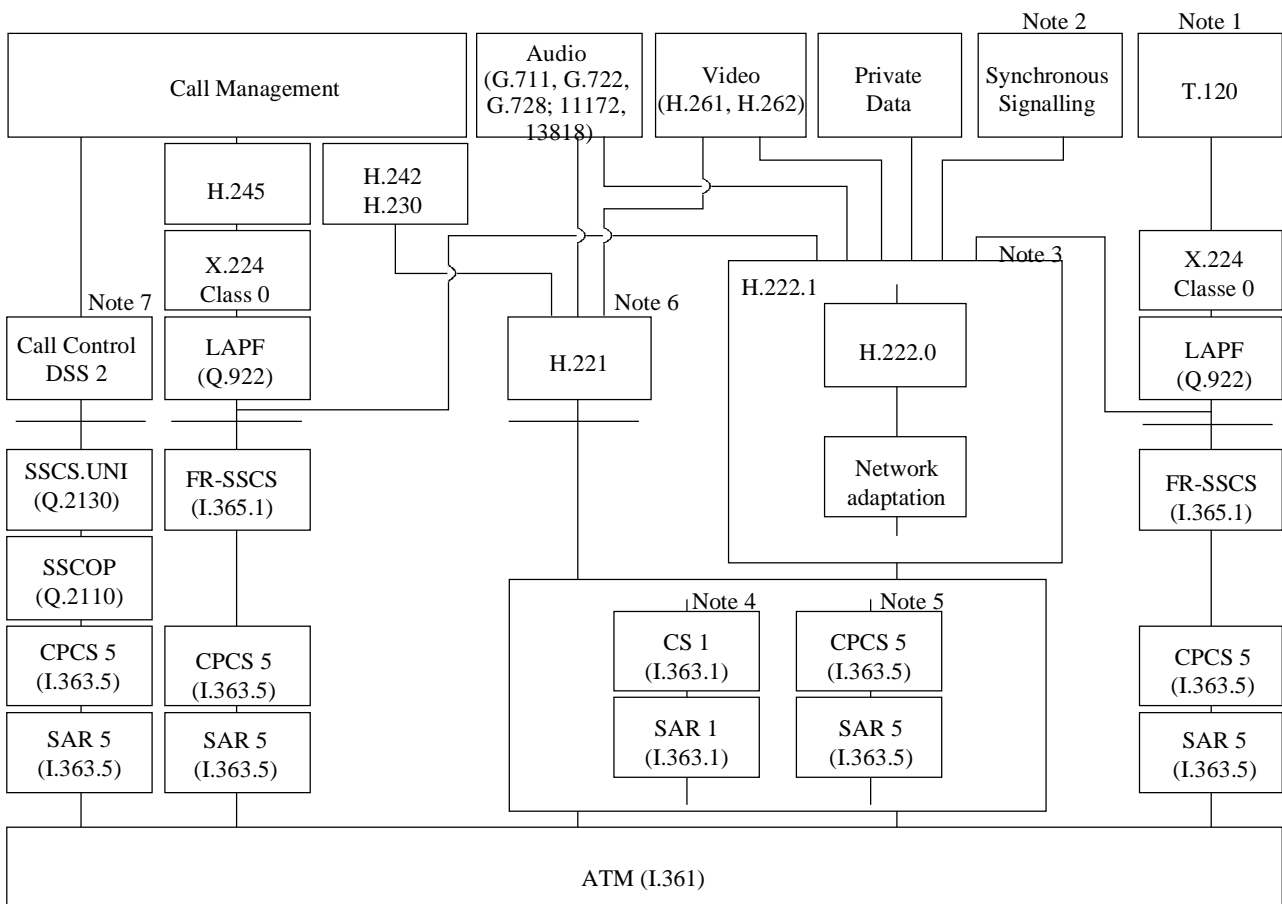 Note 2
Note 1
Call Management
Audio
(G.711, G.722,
G.728; 11172,
13818)
Video
(H.261, H.262)
Private
Data
Synchronous
Signalling
T.120
H.245
H.242
H.230
X.224
Class 0
Note 3
H.222.1
X.224
Classe 0
Note 7
Note 6
Call Control
DSS 2
LAPF
(Q.922)
H.221
H.222.0
LAPF
(Q.922)
SSCS.UNI
(Q.2130)
FR-SSCS
(I.365.1)
Network
adaptation
FR-SSCS
(I.365.1)
SSCOP
(Q.2110)
Note 4
Note 5
CPCS 5
(I.363.5)
CPCS 5
(I.363.5)
CS 1
(I.363.1)
CPCS 5
(I.363.5)
CPCS 5
(I.363.5)
SAR 5
(I.363.5)
SAR 5
(I.363.5)
SAR 1
(I.363.1)
SAR 5
(I.363.5)
SAR 5
(I.363.5)
ATM (I.361)